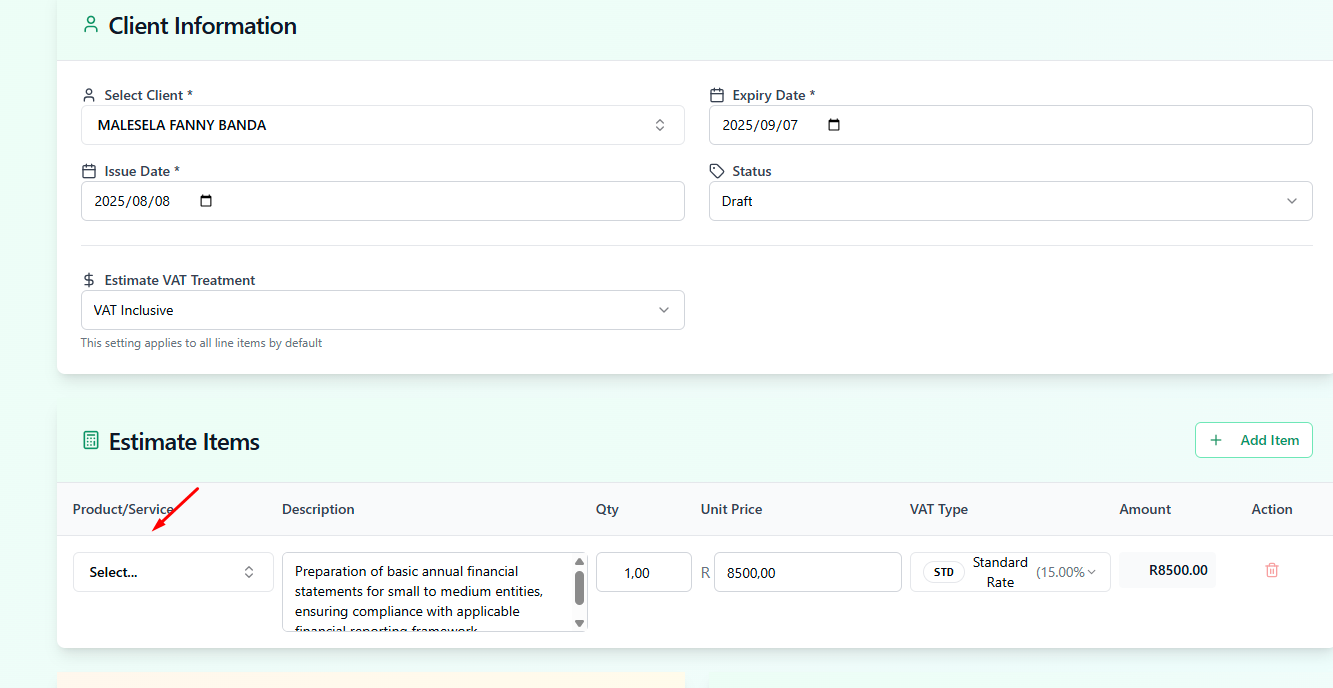 Client Information
Select Client *
Expiry Date *
MALESELA FANNY BANDA
2025/09/07
Issue Date *
Status
2025/08/08
Draft
$ Estimate VAT Treatment
VAT Inclusive
This setting applies to all line items by default
Estimate Items
+ Add Item
Product/Service
Description
Qty
Unit Price
VAT Type
Amount
Action
Select...
Preparation of basic annual financial
statements for small to medium entities,
ensuring compliance with applicable
financial reporting framework
1,00
R
8500,00
STD
Standard
Rate
(15.00%
R8500.00